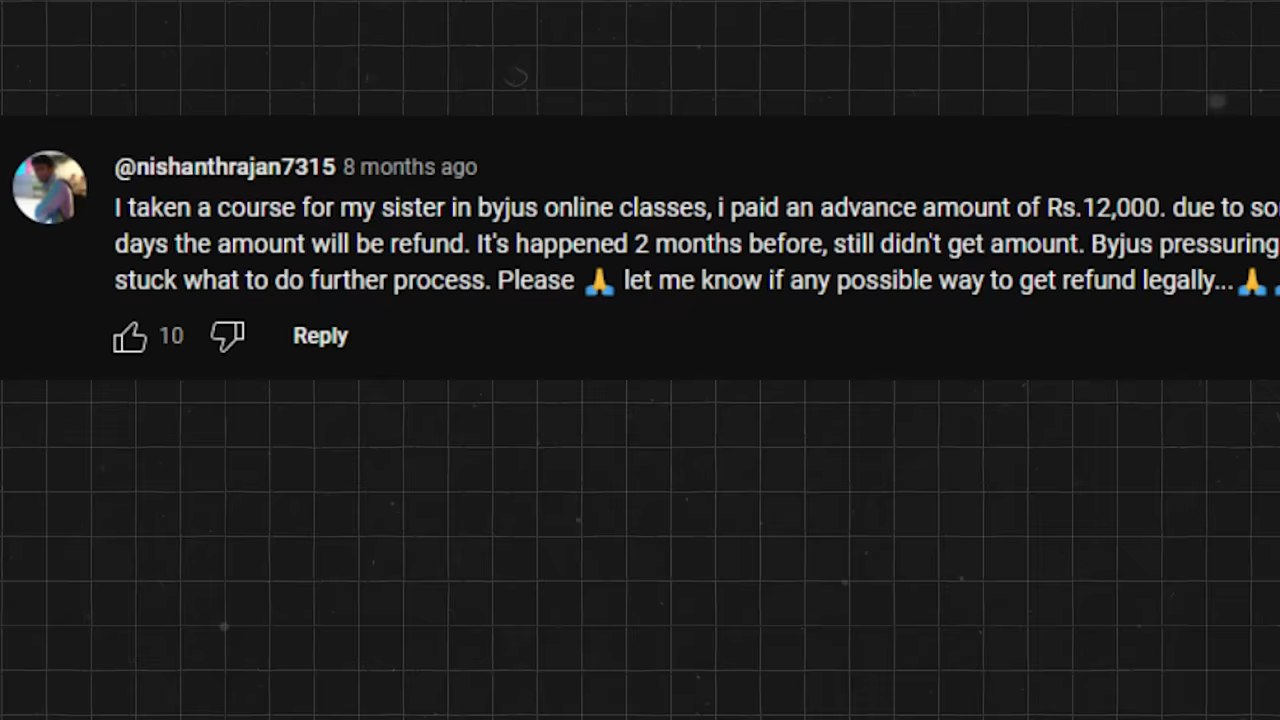 @nishanthrajan7315 8 months ago
I taken a course for my sister in byjus online classes, i paid an advance amount of Rs.12,000. due to so
days the amount will be refund. It's happened 2 months before, still didn't get amount. Byjus pressuring
stuck what to do further process. Please 🙏 let me know if any possible way to get refund legally...🙏
10
Reply